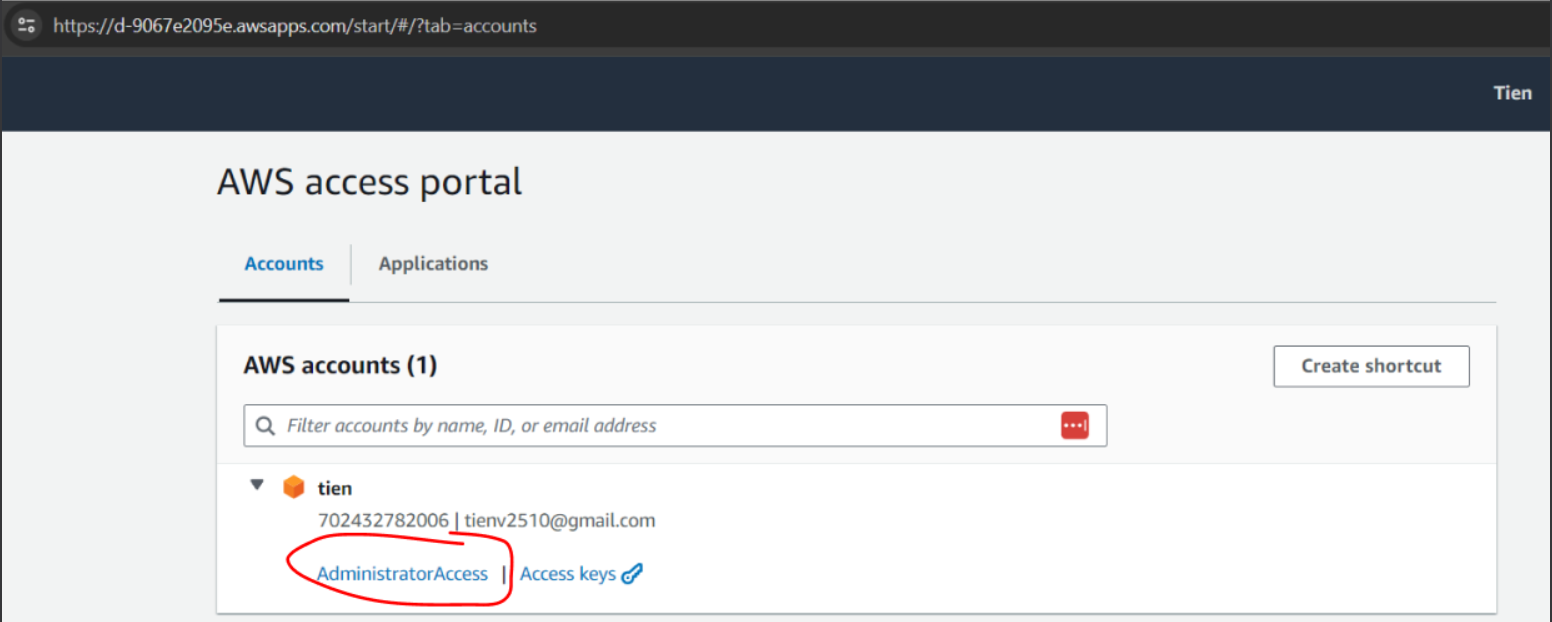 https://d-9067e2095e.awsapps.com/start/#/?tab=accounts
Tien
AWS access portal
Accounts
Applications
AWS accounts (1)
Create shortcut
Filter accounts by name, ID, or email address
tien
702432782006 | tienv2510@gmail.com
AdministratorAccess | Access keys